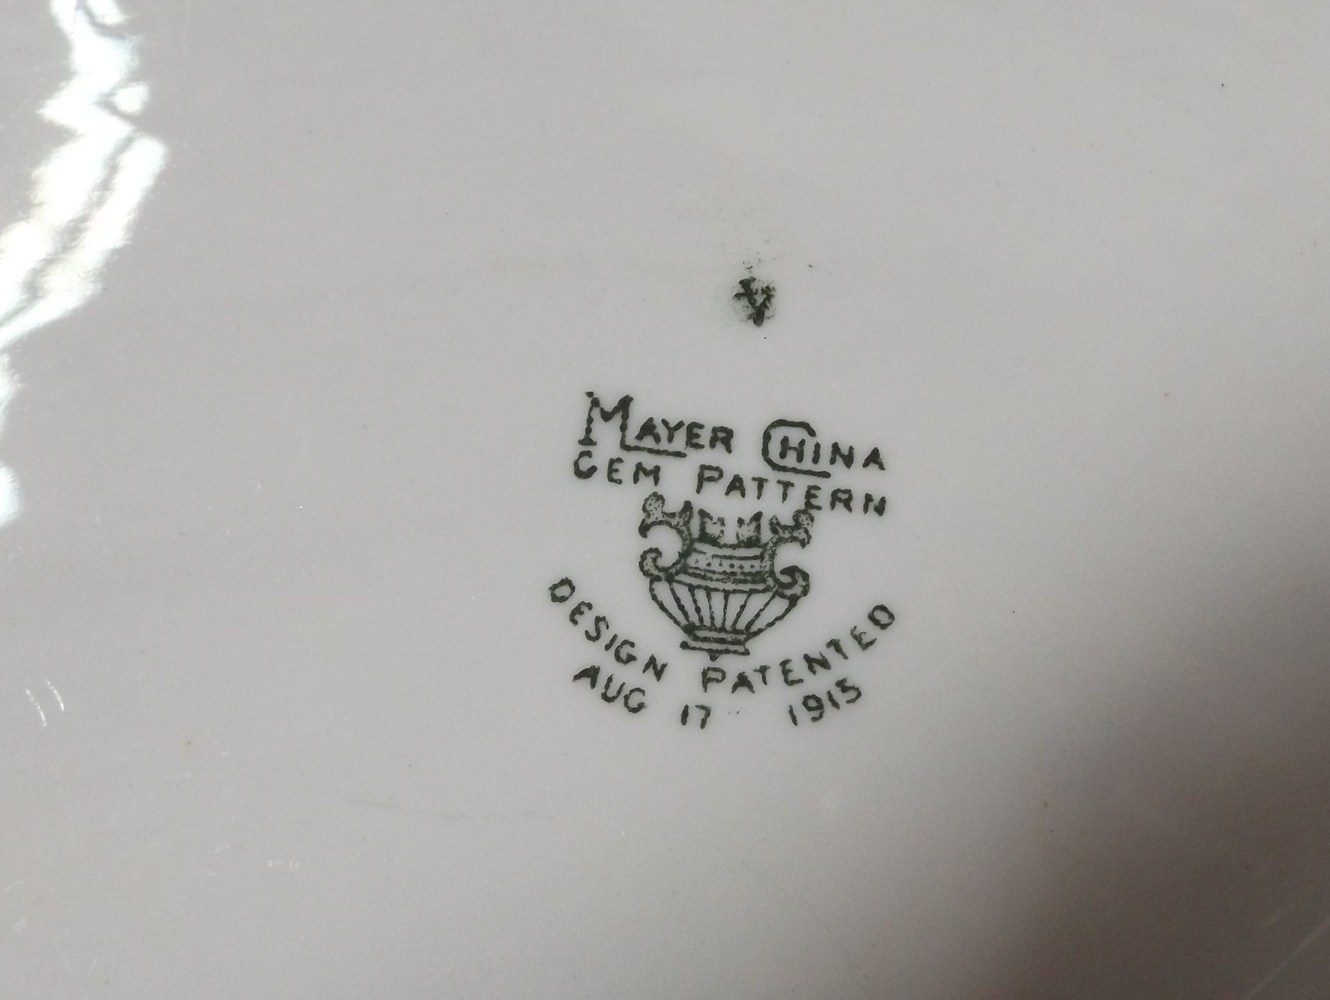 MAYER CHINA
GEM PATTERN
DESIGN PATENTED
AUG 17 1915